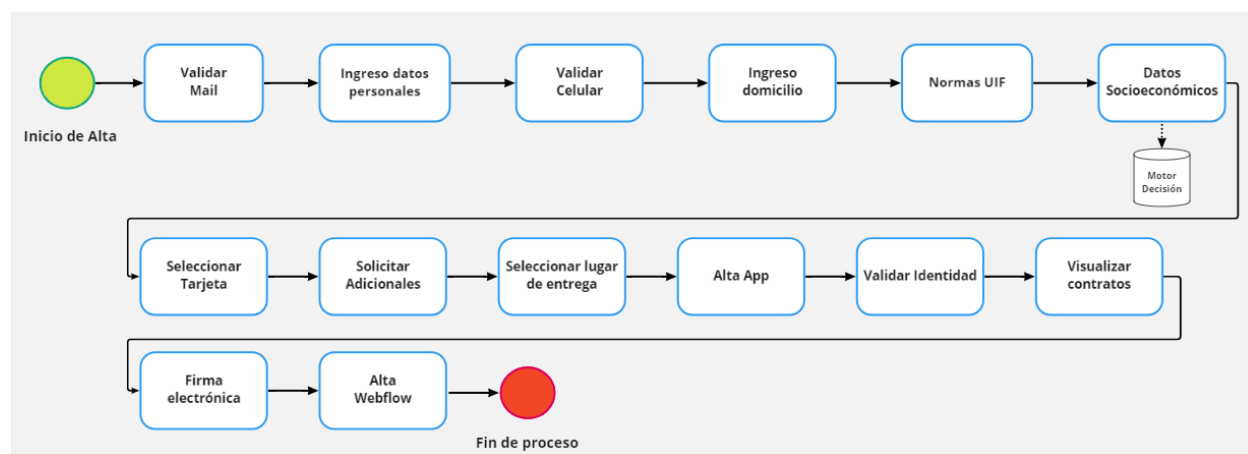 Validar
Mail
Ingreso datos
personales
Validar
Celular
Ingreso
domicilio
Normas UIF
Datos
Socioeconómicos
Inicio de Alta
Motor
Decisión
Seleccionar
Tarjeta
Solicitar
Adicionales
Seleccionar lugar
de entrega
Alta App
Validar Identidad
Visualizar
contratos
Firma
electrónica
Alta
Webflow
Fin de proceso